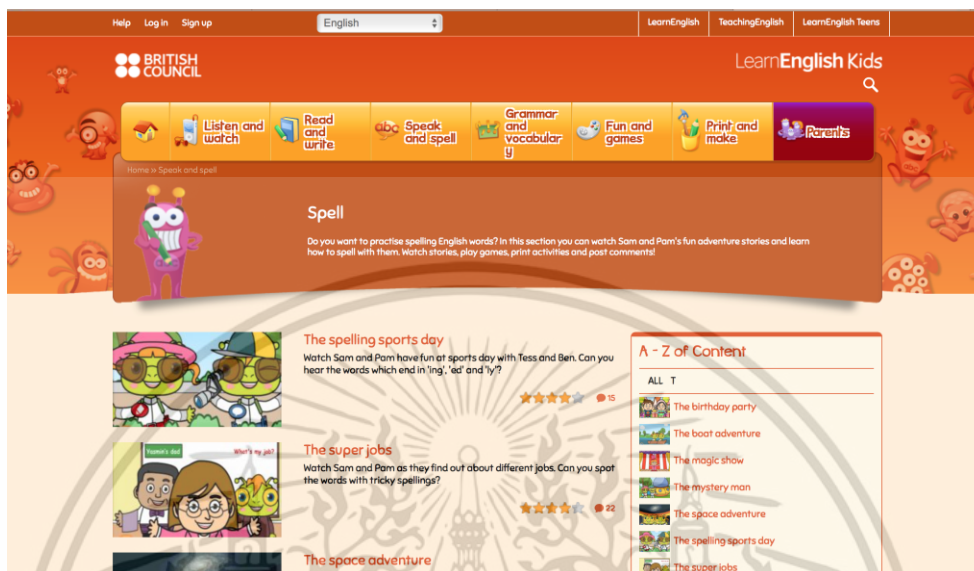 Help Log in Sign up English LearnEnglish TeachingEnglish LearnEnglish Teens
BRITISH
COUNCIL
LearnEnglish Kids
Listen and
watch
Read
and
write
abc
Speak
and spell
Grammar
and
vocabular
y
Fun and
games
Print and
make
Parents
Home » Speak and spell
Spell
Do you want to practise spelling English words? In this section you can watch Sam and Pam's fun adventure stories and learn
how to spell with them. Watch stories, play games, print activities and post comments!
The spelling sports day
Watch Sam and Pam have fun at sports day with Tess and Ben. Can you
hear the words which end in 'ing', 'ed' and 'ly'?
15
Yasmin's dad
What's my job?
The super jobs
Watch Sam and Pam as they find out about different jobs. Can you spot
the words with tricky spellings?
22
The space adventure
A - Z of Content
ALL T
The birthday party
The boat adventure
The magic show
The mystery man
The space adventure
The spelling sports day
The super jobs